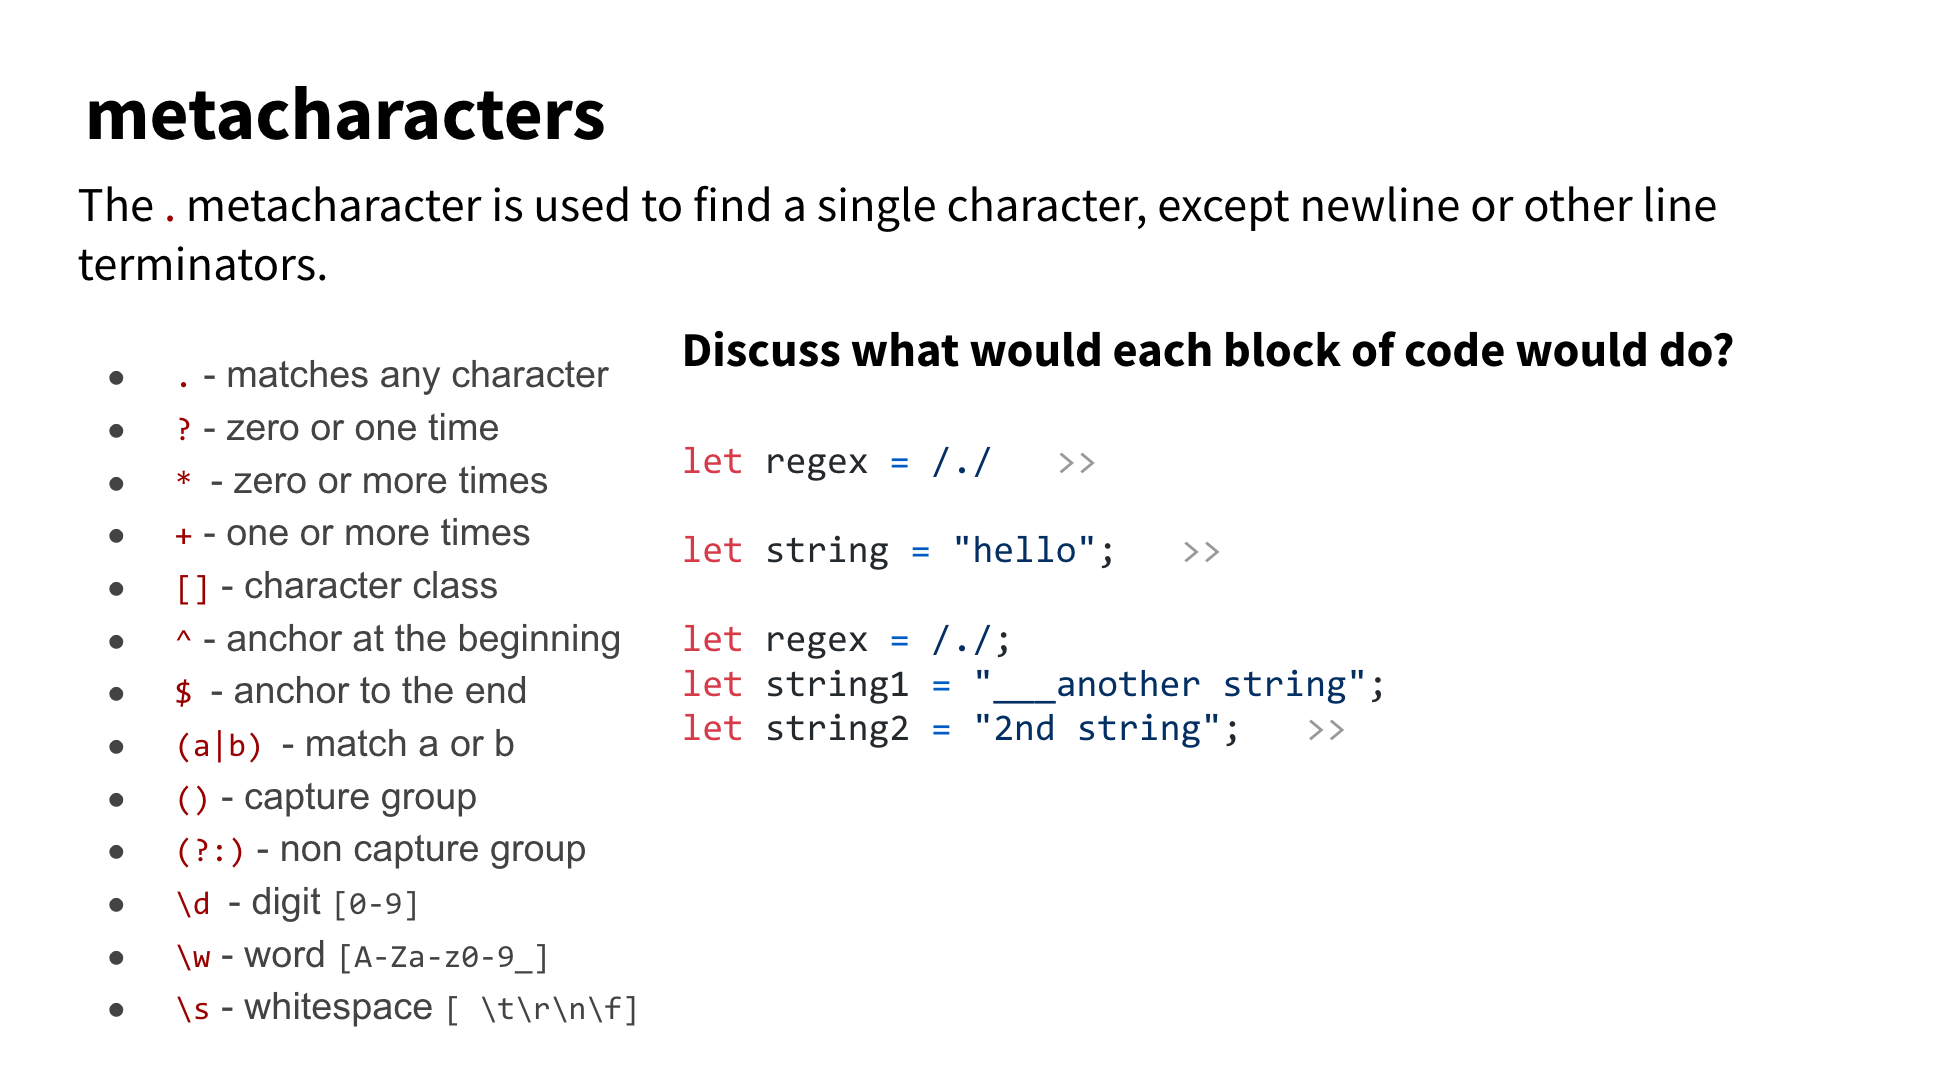 metacharacters
The . metacharacter is used to find a single character, except newline or other line
terminators.
● . - matches any character
● ? - zero or one time
● * - zero or more times
● + - one or more times
● [] - character class
● ^ - anchor at the beginning
● $ - anchor to the end
● (a|b) - match a or b
● () - capture group
● (?:) - non capture group
● \d - digit [0-9]
● \w - word [A-Za-z0-9_]
● \s - whitespace [ \t\r\n\f]
Discuss what would each block of code would do?
let regex = /./ >>
let string = "hello"; >>
let regex = /./;
let string1 = "___another string";
let string2 = "2nd string"; >>